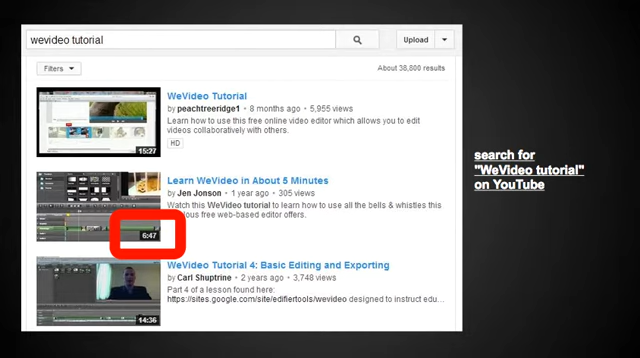 wevideo tutorial
Upload
Filters
About 38,800 results
WeVideo Tutorial
by peachtreeridge1 • 8 months ago • 5,955 views
Learn how to use this free online video editor which allows you to edit
videos collaboratively with others.
HD
15:27
Learn WeVideo in About 5 Minutes
by Jen Jonson • 1 year ago • 305 views
Watch this WeVideo tutorial to learn how to use all the bells & whistles this
free web-based editor offers.
6:47
WeVideo Tutorial 4: Basic Editing and Exporting
by Carl Shuptrine • 2 years ago • 3,748 views
Part 4 of a lesson found here:
https://sites.google.com/site/edifiertools/wevideo designed to instruct edu...
14:36
search for
"WeVideo tutorial"
on YouTube